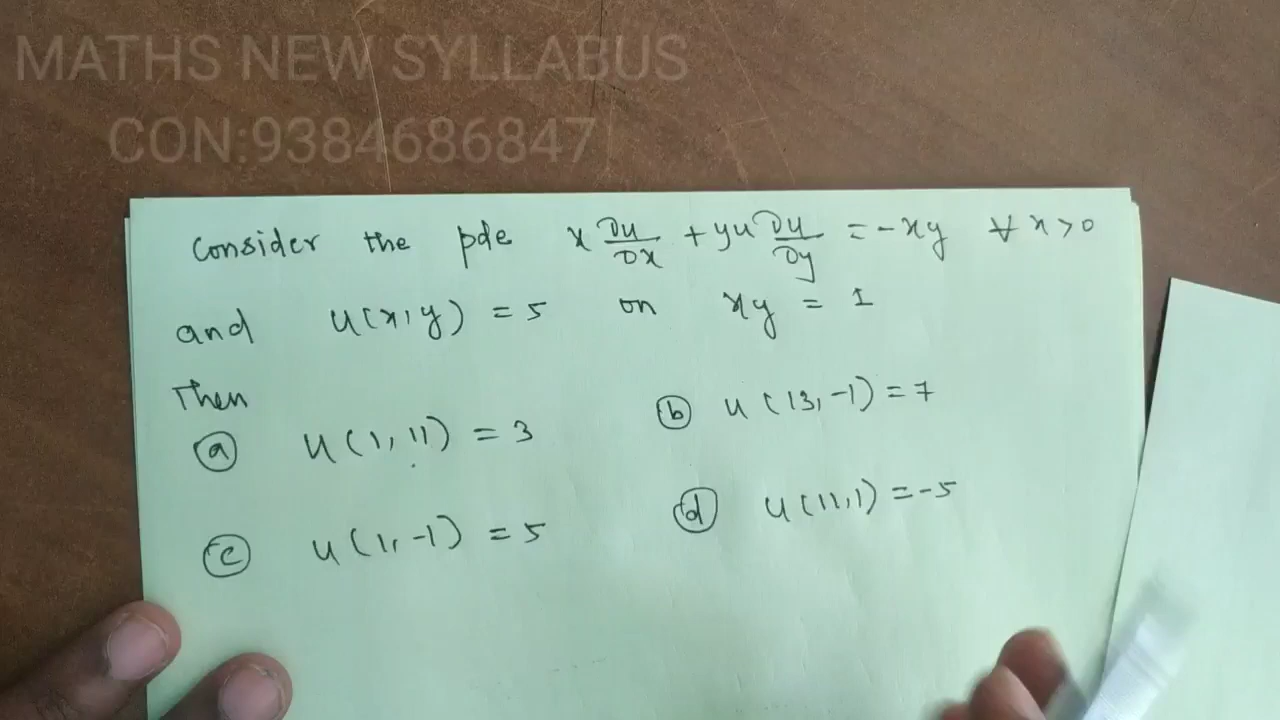 MATHS NEW SYLLABUS
CON:9384686847
Consider the pde x ∂u/∂x + yu ∂u/∂y = -xy ∀ x>0
and u(x,y) = 5 on xy = 1
Then
ⓐ u(1,11) = 3 ⓑ u(13,-1) = 7
ⓒ u(1,-1) = 5 ⓓ u(11,1) = -5